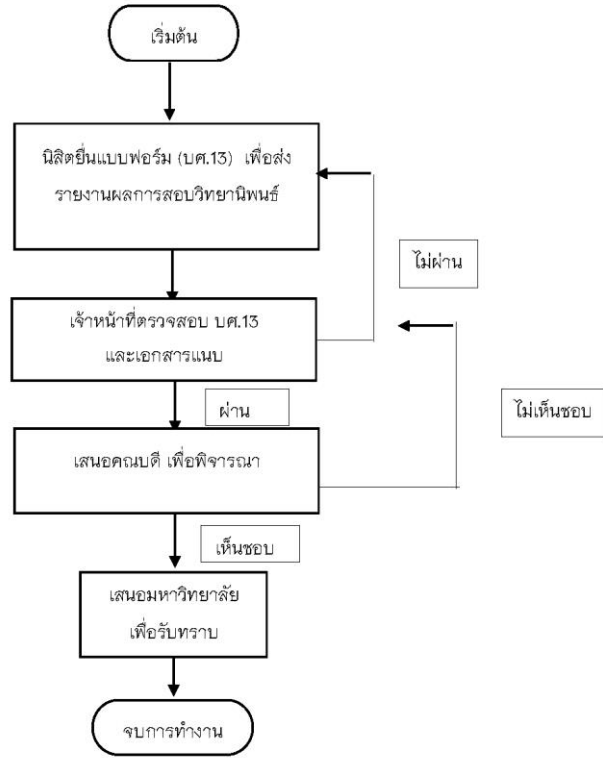 เริ่มต้น
นิสิตยื่นแบบฟอร์ม (บศ.13) เพื่อส่ง
รายงานผลการสอบวิทยานิพนธ์
ไม่ผ่าน
เจ้าหน้าที่ตรวจสอบ บศ.13
และเอกสารแนบ
ผ่าน
ไม่เห็นชอบ
เสนอคณบดี เพื่อพิจารณา
เห็นชอบ
เสนอมหาวิทยาลัย
เพื่อรับทราบ
จบการทำงาน